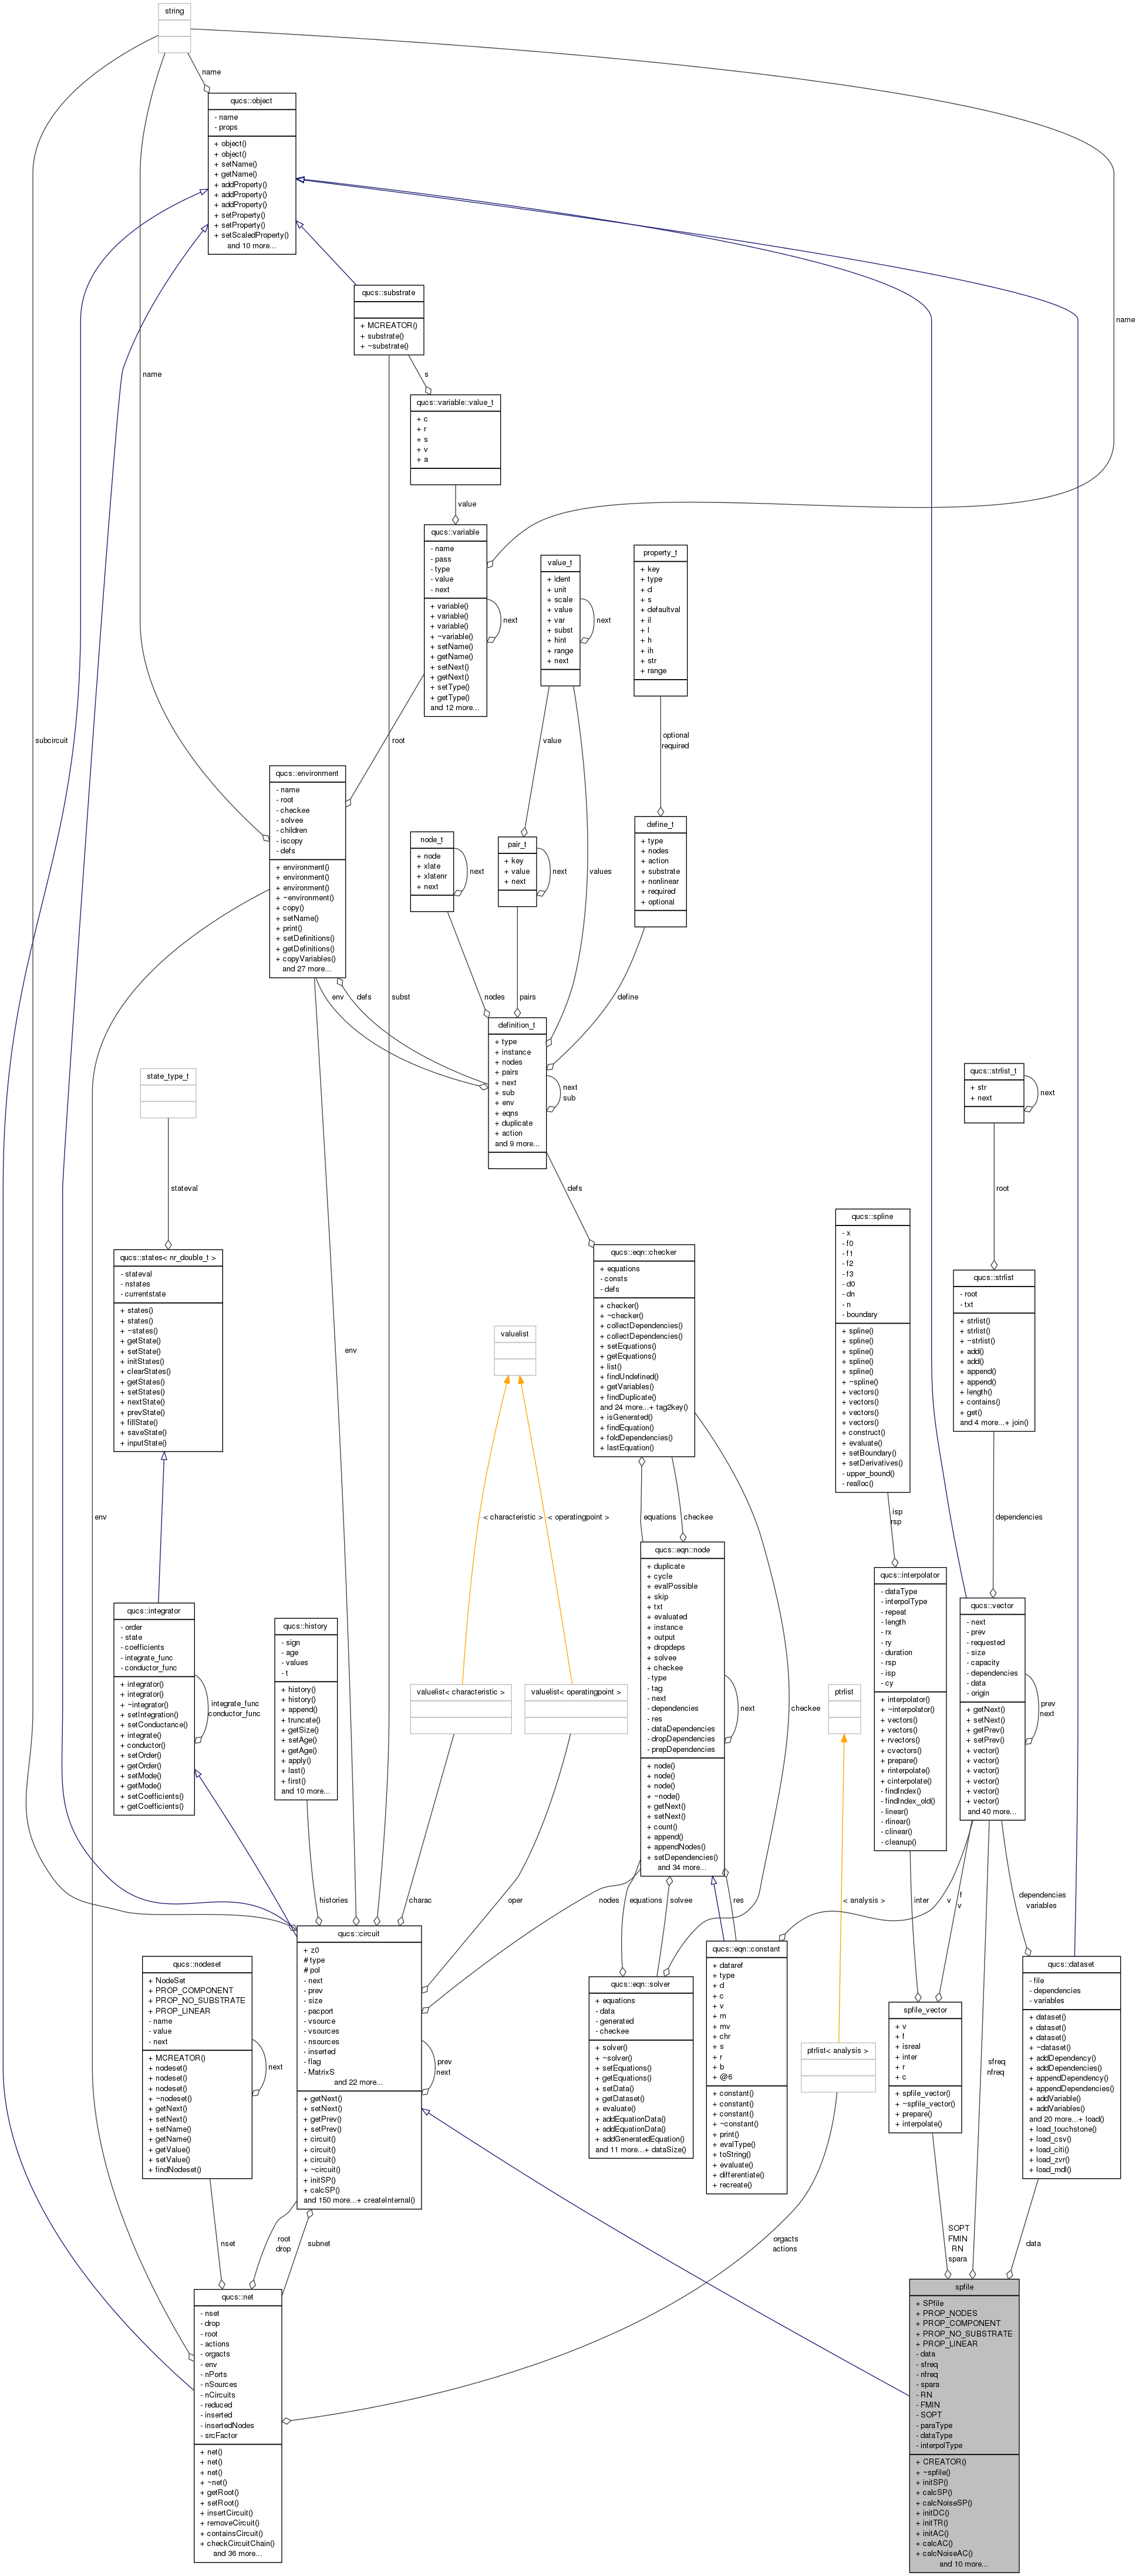 string
name
qucs::object
- name
- props
+ object()
+ object()
+ setName()
+ getName()
+ addProperty()
+ addProperty()
+ addProperty()
+ setProperty()
+ setProperty()
+ setScaledProperty()
and 10 more...
qucs::substrate
+ MCREATOR()
+ substrate()
+ ~substrate()
name
name
s
qucs::variable::value_t
+ c
+ r
+ s
+ v
+ a
value
qucs::variable
- name
- pass
- type
- value
- next
+ variable()
+ variable()
+ variable()
+ ~variable()
+ setName()
+ getName()
+ setNext()
+ getNext()
+ setType()
+ getType()
and 12 more...
next
value_t
+ ident
+ unit
+ scale
+ value
+ var
+ subst
+ hint
+ range
+ next
next
property_t
+ key
+ type
+ d
+ s
+ defaultval
+ il
+ l
+ h
+ ih
+ str
+ range
subcircuit
root
value
optional
required
qucs::environment
- name
- root
- checkee
- solvee
- children
- iscopy
- defs
+ environment()
+ environment()
+ environment()
+ ~environment()
+ copy()
+ setName()
+ print()
+ setDefinitions()
+ getDefinitions()
+ copyVariables()
and 27 more...
node_t
+ node
+ xlate
+ xlatenr
+ next
next
pair_t
+ key
+ value
+ next
next
values
define_t
+ type
+ nodes
+ action
+ substrate
+ nonlinear
+ required
+ optional
env
defs
subst
nodes
pairs
define
definition_t
+ type
+ instance
+ nodes
+ pairs
+ next
+ sub
+ env
+ eqns
+ duplicate
+ action
and 9 more...
next
sub
state_type_t
stateval
qucs::strlist_t
+ str
+ next
next
defs
root
qucs::states< nr_double_t >
- stateval
- nstates
- currentstate
+ states()
+ states()
+ ~states()
+ getState()
+ setState()
+ initStates()
+ clearStates()
+ getStates()
+ setStates()
+ nextState()
+ prevState()
+ fillState()
+ saveState()
+ inputState()
env
valuelist
qucs::eqn::checker
+ equations
- consts
- defs
+ checker()
+ ~checker()
+ collectDependencies()
+ collectDependencies()
+ setEquations()
+ getEquations()
+ list()
+ findUndefined()
+ getVariables()
+ findDuplicate()
and 24 more...+ tag2key()
+ isGenerated()
+ findEquation()
+ foldDependencies()
+ lastEquation()
qucs::spline
- x
- f0
- f1
- f2
- f3
- d0
- dn
- n
- boundary
+ spline()
+ spline()
+ spline()
+ spline()
+ spline()
+ ~spline()
+ vectors()
+ vectors()
+ vectors()
+ vectors()
+ construct()
+ evaluate()
+ setBoundary()
+ setDerivatives()
- upper_bound()
- realloc()
qucs::strlist
- root
- txt
+ strlist()
+ strlist()
+ ~strlist()
+ add()
+ add()
+ append()
+ append()
+ length()
+ contains()
+ get()
and 4 more...+ join()
env
< characteristic >
< operatingpoint >
equations
checkee
isp
rsp
dependencies
qucs::integrator
- order
- state
- coefficients
- integrate_func
- conductor_func
+ integrator()
+ integrator()
+ ~integrator()
+ setIntegration()
+ setConductance()
+ integrate()
+ conductor()
+ setOrder()
+ getOrder()
+ setMode()
+ getMode()
+ setCoefficients()
+ getCoefficients()
integrate_func
conductor_func
qucs::history
- sign
- age
- values
- t
+ history()
+ history()
+ append()
+ truncate()
+ getSize()
+ setAge()
+ getAge()
+ apply()
+ last()
+ first()
and 10 more...
valuelist< characteristic >
valuelist< operatingpoint >
qucs::eqn::node
+ duplicate
+ cycle
+ evalPossible
+ skip
+ txt
+ evaluated
+ instance
+ output
+ dropdeps
+ solvee
+ checkee
- type
- tag
- next
- dependencies
- res
- dataDependencies
- dropDependencies
- prepDependencies
+ node()
+ node()
+ node()
+ ~node()
+ getNext()
+ setNext()
+ count()
+ append()
+ appendNodes()
+ setDependencies()
and 34 more...
next
checkee
ptrlist
qucs::interpolator
- dataType
- interpolType
- repeat
- length
- rx
- ry
- duration
- rsp
- isp
- cy
+ interpolator()
+ ~interpolator()
+ vectors()
+ vectors()
+ rvectors()
+ cvectors()
+ prepare()
+ rinterpolate()
+ cinterpolate()
- findIndex()
- findIndex_old()
- linear()
- rlinear()
- clinear()
- cleanup()
qucs::vector
- next
- prev
- requested
- size
- capacity
- dependencies
- data
- origin
+ getNext()
+ setNext()
+ getPrev()
+ setPrev()
+ vector()
+ vector()
+ vector()
+ vector()
+ vector()
+ vector()
and 40 more...
prev
next
histories
charac
oper
nodes
equations
solvee
res
< analysis >
inter
v
f
v
dependencies
variables
qucs::circuit
+ z0
# type
# pol
- next
- prev
- size
- pacport
- vsource
- vsources
- nsources
- inserted
- flag
- MatrixS
and 22 more...
+ getNext()
+ setNext()
+ getPrev()
+ setPrev()
+ circuit()
+ circuit()
+ circuit()
+ ~circuit()
+ initSP()
+ calcSP()
and 150 more...+ createInternal()
prev
next
qucs::nodeset
+ NodeSet
+ PROP_COMPONENT
+ PROP_NO_SUBSTRATE
+ PROP_LINEAR
- name
- value
- next
+ MCREATOR()
+ nodeset()
+ nodeset()
+ nodeset()
+ ~nodeset()
+ getNext()
+ setNext()
+ setName()
+ getName()
+ getValue()
+ setValue()
+ findNodeset()
next
qucs::eqn::solver
+ equations
- data
- generated
- checkee
+ solver()
+ ~solver()
+ setEquations()
+ getEquations()
+ setData()
+ getDataset()
+ evaluate()
+ addEquationData()
+ addEquationData()
+ addGeneratedEquation()
and 11 more...+ dataSize()
qucs::eqn::constant
+ dataref
+ type
+ d
+ c
+ v
+ m
+ mv
+ chr
+ s
+ r
+ b
+ @6
+ constant()
+ constant()
+ constant()
+ ~constant()
+ print()
+ evalType()
+ toString()
+ evaluate()
+ differentiate()
+ recreate()
ptrlist< analysis >
spfile_vector
+ v
+ f
+ isreal
+ inter
+ r
+ c
+ spfile_vector()
+ ~spfile_vector()
+ prepare()
+ interpolate()
sfreq
nfreq
qucs::dataset
- file
- dependencies
- variables
+ dataset()
+ dataset()
+ dataset()
+ ~dataset()
+ addDependency()
+ addDependencies()
+ appendDependency()
+ appendDependencies()
+ addVariable()
+ addVariables()
and 20 more...+ load()
+ load_touchstone()
+ load_csv()
+ load_citi()
+ load_zvr()
+ load_mdl()
nset
root
drop
subnet
orgacts
actions
SOPT
FMIN
RN
spara
data
qucs::net
- nset
- drop
- root
- actions
- orgacts
- env
- nPorts
- nSources
- nCircuits
- reduced
- inserted
- insertedNodes
- srcFactor
+ net()
+ net()
+ net()
+ ~net()
+ getRoot()
+ setRoot()
+ insertCircuit()
+ removeCircuit()
+ containsCircuit()
+ checkCircuitChain()
and 36 more...
spfile
+ SPfile
+ PROP_NODES
+ PROP_COMPONENT
+ PROP_NO_SUBSTRATE
+ PROP_LINEAR
- data
- sfreq
- nfreq
- spara
- RN
- FMIN
- SOPT
- paraType
- dataType
- interpolType
+ CREATOR()
+ ~spfile()
+ initSP()
+ calcSP()
+ calcNoiseSP()
+ initDC()
+ initTR()
+ initAC()
+ calcAC()
+ calcNoiseAC()
and 10 more...